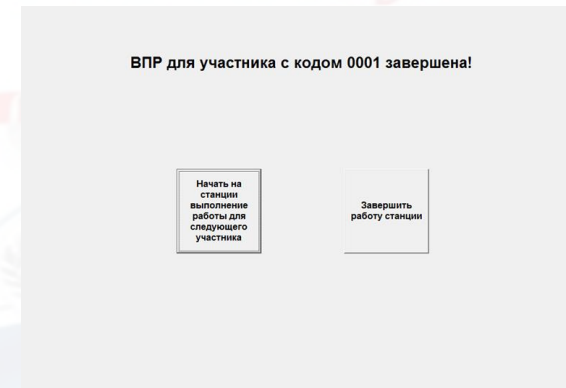 ВПР для участника с кодом 0001 завершена!
Начать на
станции
выполнение
работы для
следующего
участника
Завершить
работу станции